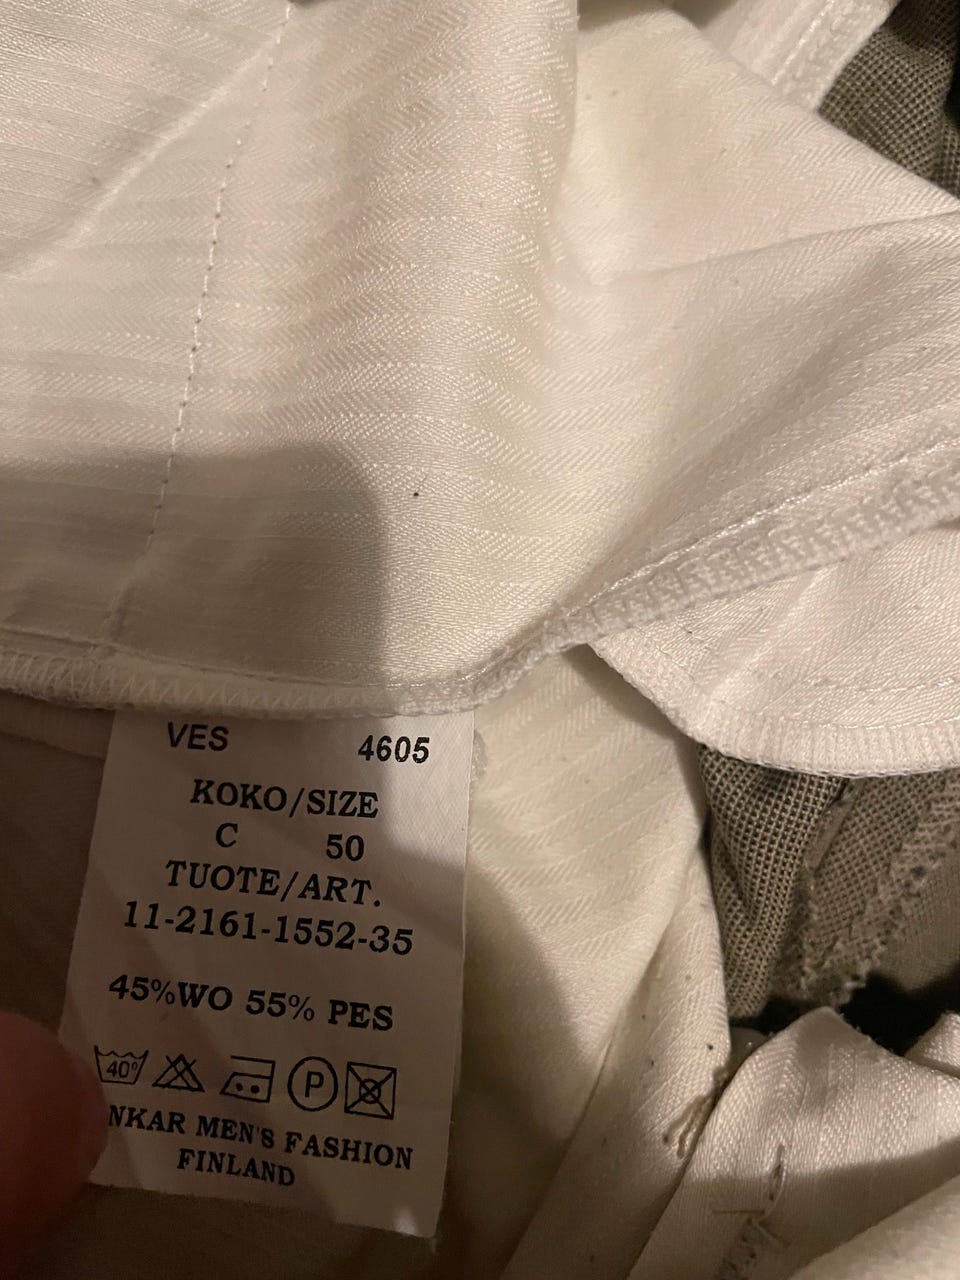 VES 4605
KOKO/SIZE
C 50
TUOTE/ART.
11-2161-1552-35
45%WO 55% PES
40° P
MEN'S FASHION
FINLAND